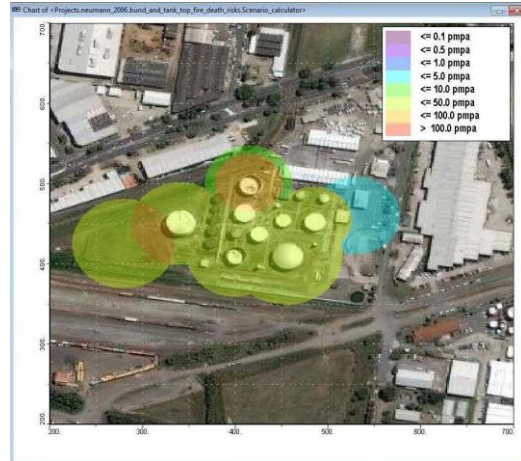 Chart of <Projects.neumann_2006.bund_and_tank_top_fire_death_risks.Scenario_calculator>
700.
600.
500.
400.
300.
200.
200.
300.
400.
500.
600.
700.
<= 0.1 pmpa
<= 0.5 pmpa
<= 1.0 pmpa
<= 5.0 pmpa
<= 10.0 pmpa
<= 50.0 pmpa
<= 100.0 pmpa
> 100.0 pmpa